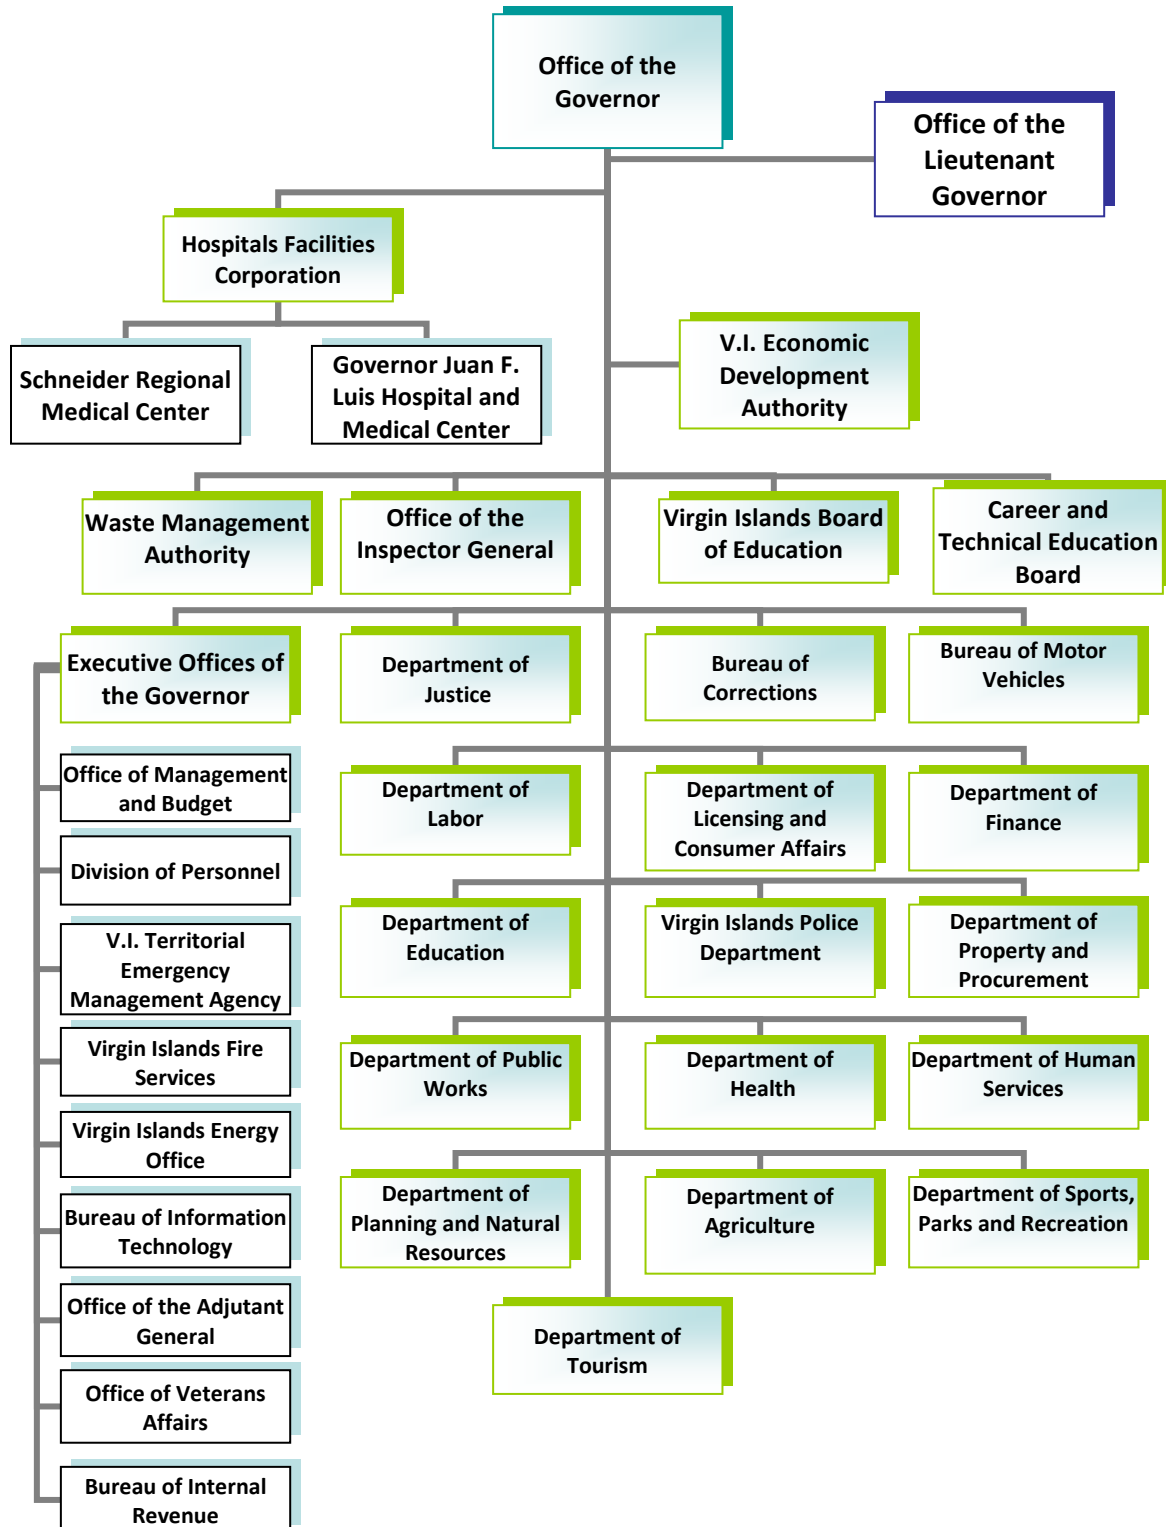 Office of the
Governor
Office of the
Lieutenant
Governor
Hospitals Facilities
Corporation
Schneider Regional
Medical Center
Governor Juan F.
Luis Hospital and
Medical Center
V.I. Economic
Development
Authority
Waste Management
Authority
Office of the
Inspector General
Virgin Islands Board
of Education
Career and
Technical Education
Board
Executive Offices of
the Governor
Department of
Justice
Bureau of
Corrections
Bureau of Motor
Vehicles
Office of Management
and Budget
Division of Personnel
V.I. Territorial
Emergency
Management Agency
Virgin Islands Fire
Services
Virgin Islands Energy
Office
Bureau of Information
Technology
Office of the Adjutant
General
Office of Veterans
Affairs
Bureau of Internal
Revenue
Department of
Labor
Department of
Licensing and
Consumer Affairs
Department of
Finance
Department of
Education
Virgin Islands Police
Department
Department of
Property and
Procurement
Department of Public
Works
Department of
Health
Department of Human
Services
Department of
Planning and Natural
Resources
Department of
Agriculture
Department of Sports,
Parks and Recreation
Department of
Tourism